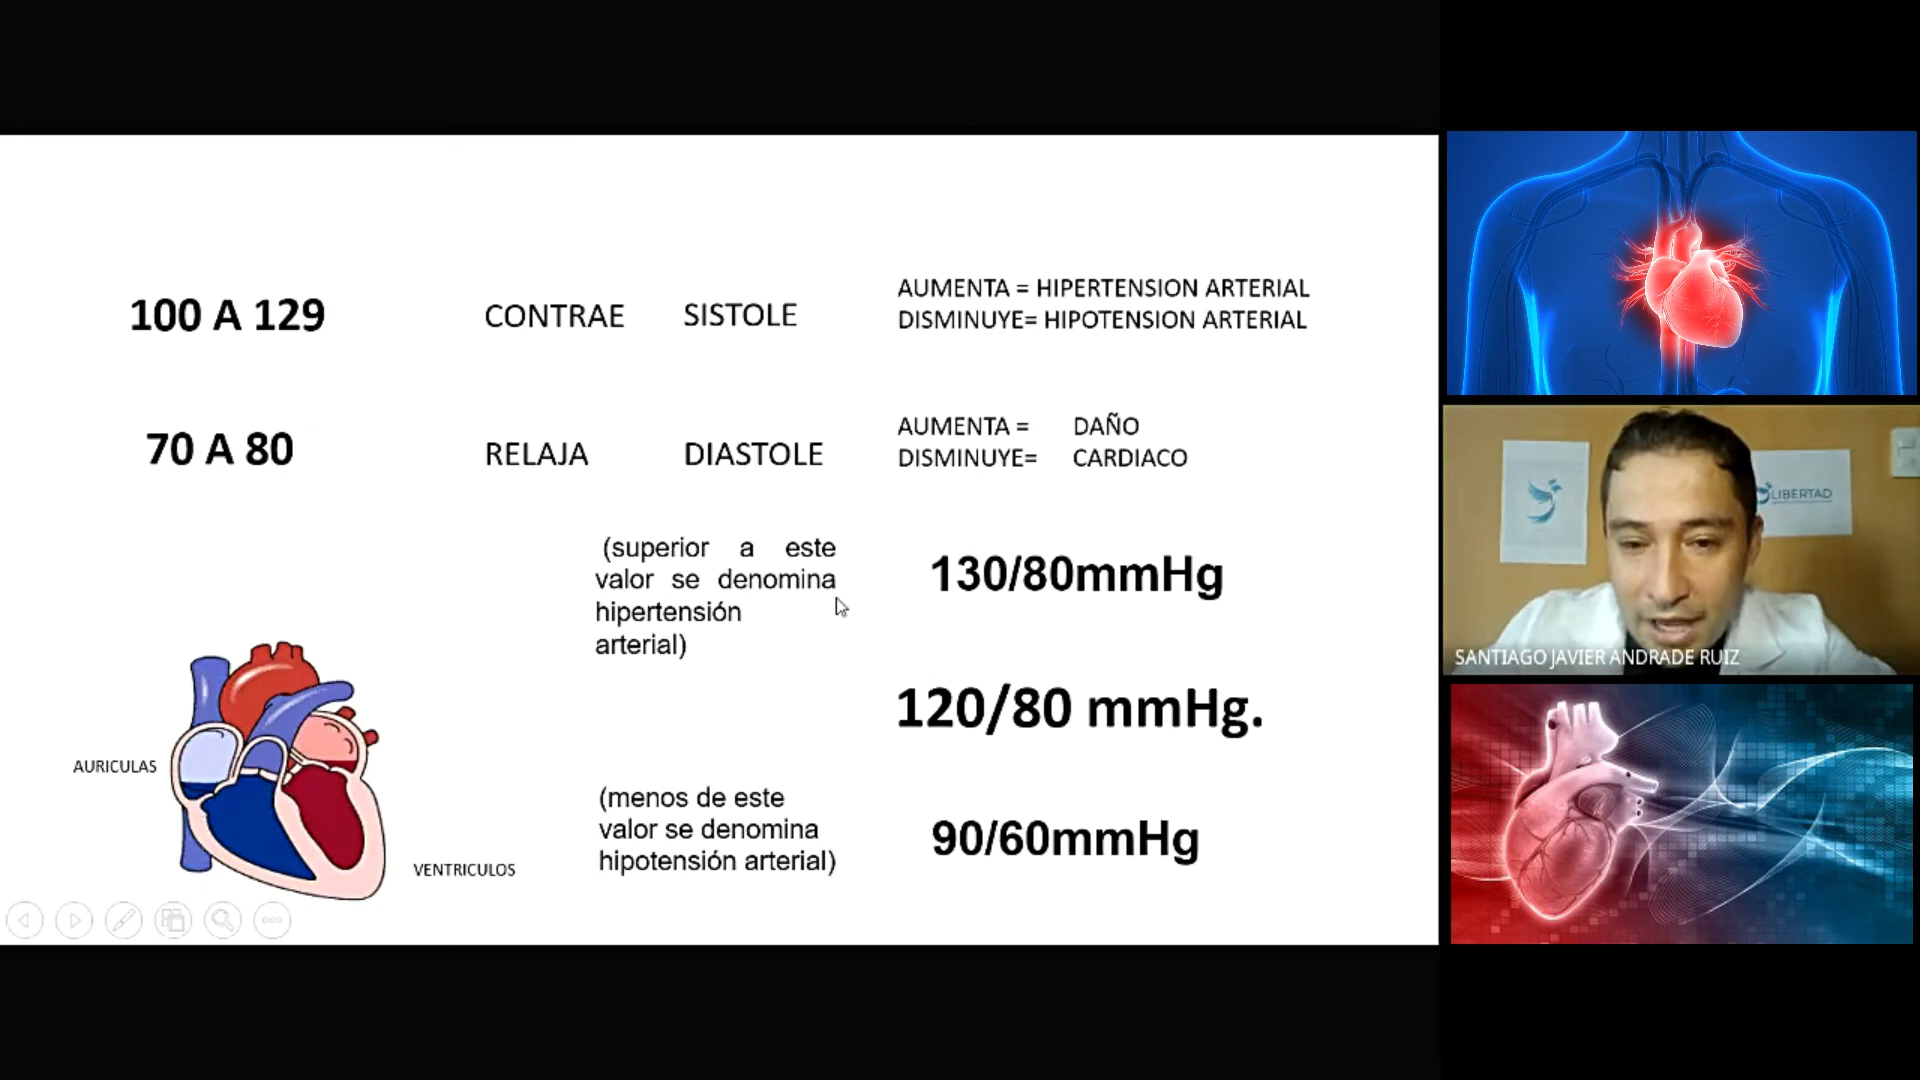 100 A 129
CONTRAE
SISTOLE
AUMENTA = HIPERTENSION ARTERIAL
DISMINUYE= HIPOTENSION ARTERIAL
70 A 80
RELAJA
DIASTOLE
AUMENTA = DAÑO
DISMINUYE= CARDIACO
(superior a este
valor se denomina
hipertensión
arterial)
130/80mmHg
120/80 mmHg.
AURICULAS
VENTRICULOS
(menos de este
valor se denomina
hipotensión arterial)
90/60mmHg
LIBERTAD
SANTIAGO JAVIER ANDRADE RUIZ